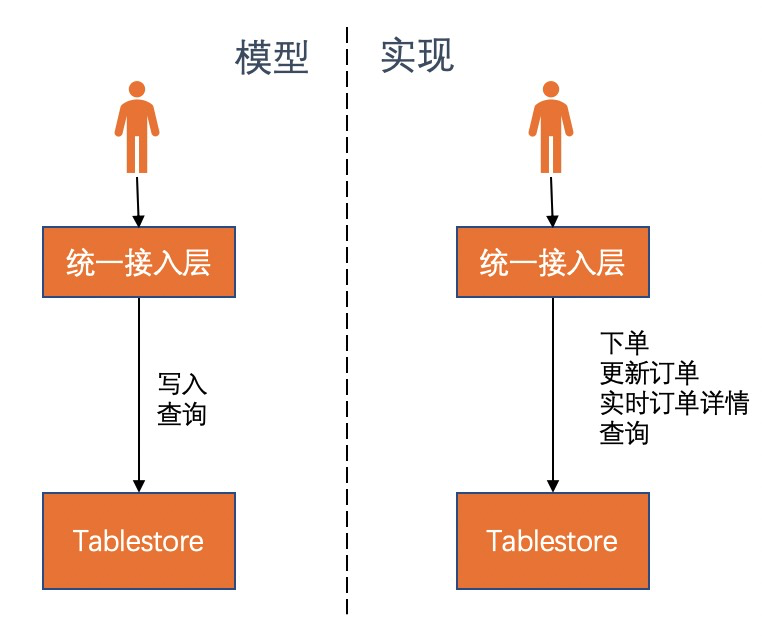 模型
统一接入层
写入
查询
Tablestore
实现
统一接入层
下单
更新订单
实时订单详情
查询
Tablestore